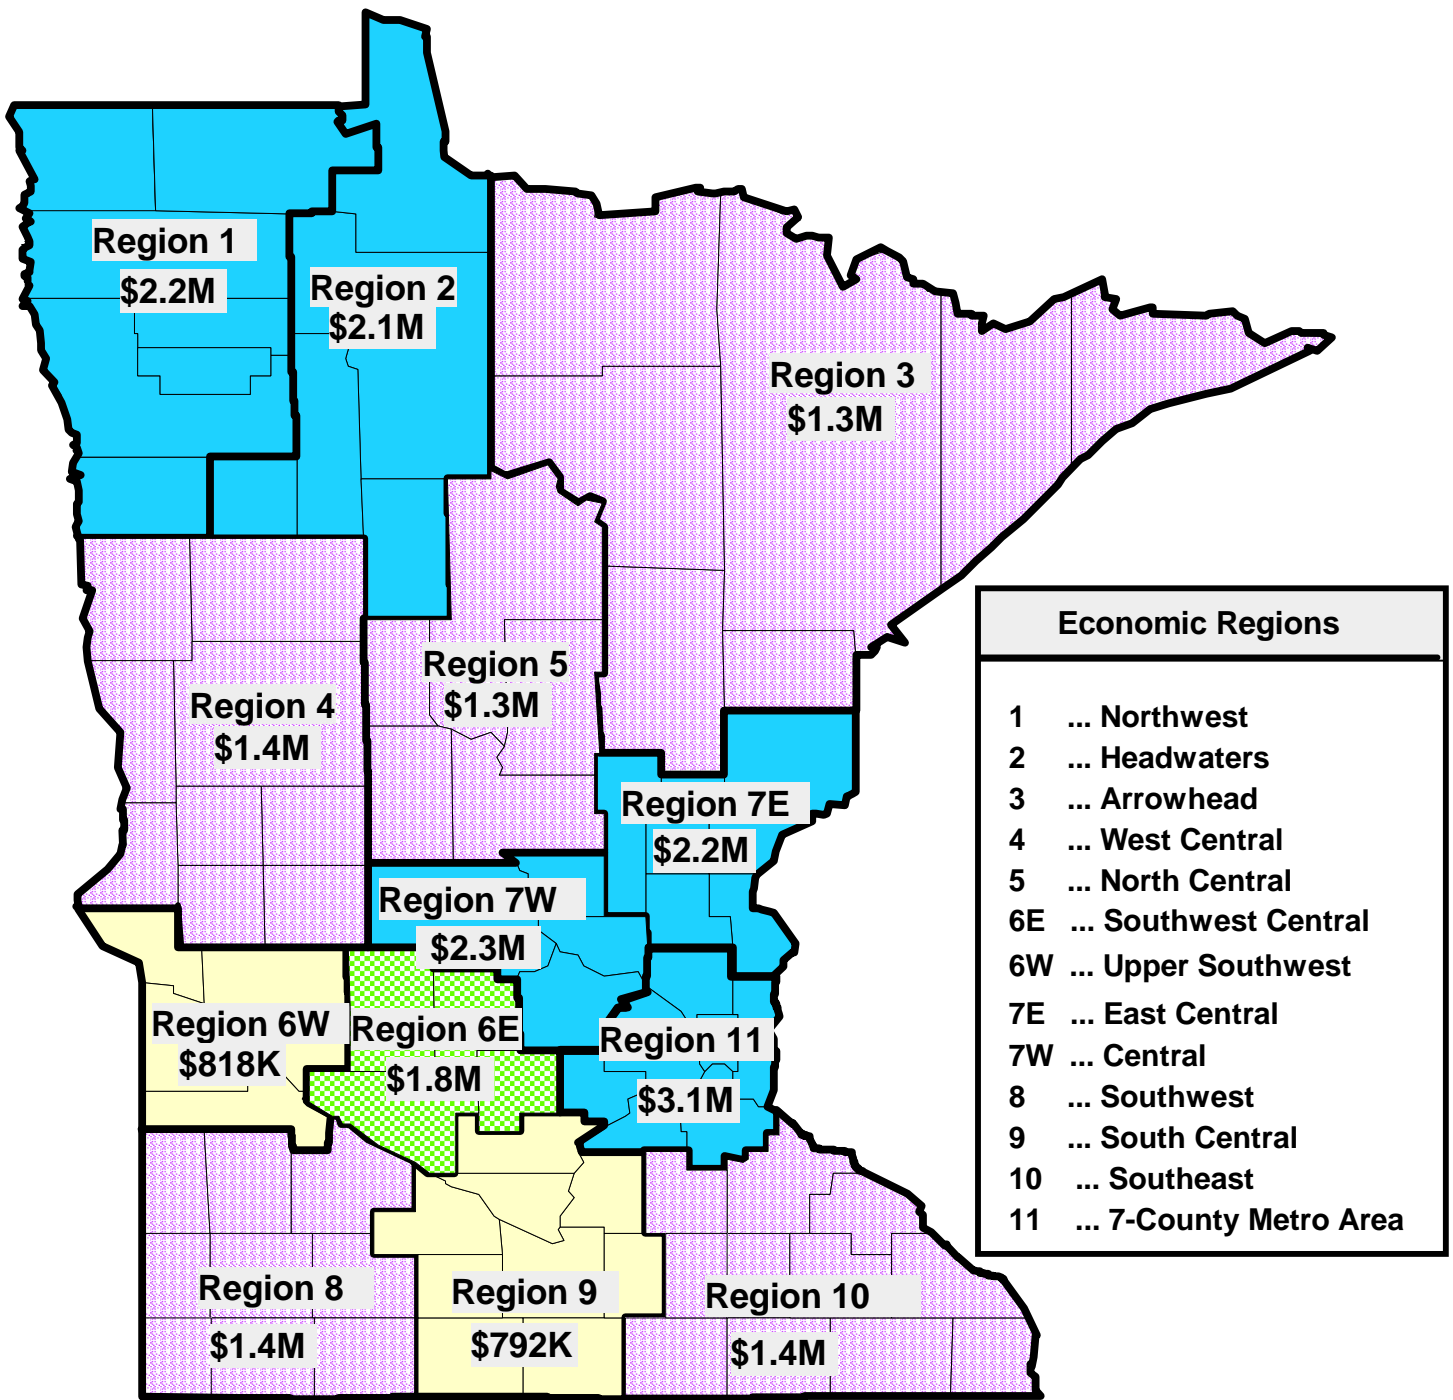 Region 1
$2.2M
Region 2
$2.1M
Region 3
$1.3M
Region 4
$1.4M
Region 5
$1.3M
Region 7E
$2.2M
Region 7W
$2.3M
Region 6W
$818K
Region 6E
$1.8M
Region 11
$3.1M
Region 8
$1.4M
Region 9
$792K
Region 10
$1.4M
Economic Regions
1 ... Northwest
2 ... Headwaters
3 ... Arrowhead
4 ... West Central
5 ... North Central
6E ... Southwest Central
6W ... Upper Southwest
7E ... East Central
7W ... Central
8 ... Southwest
9 ... South Central
10 ... Southeast
11 ... 7-County Metro Area